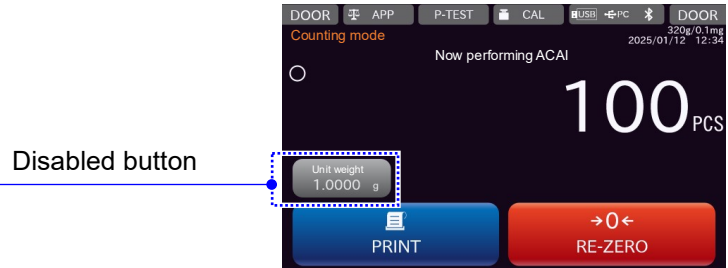 DOOR APP P-TEST CAL USB PC DOOR
Counting mode
320g/0.1mg
2025/01/12 12:34
Now performing ACAI
100 PCS
Disabled button
Unit weight
1.0000 g
→0←
PRINT RE-ZERO